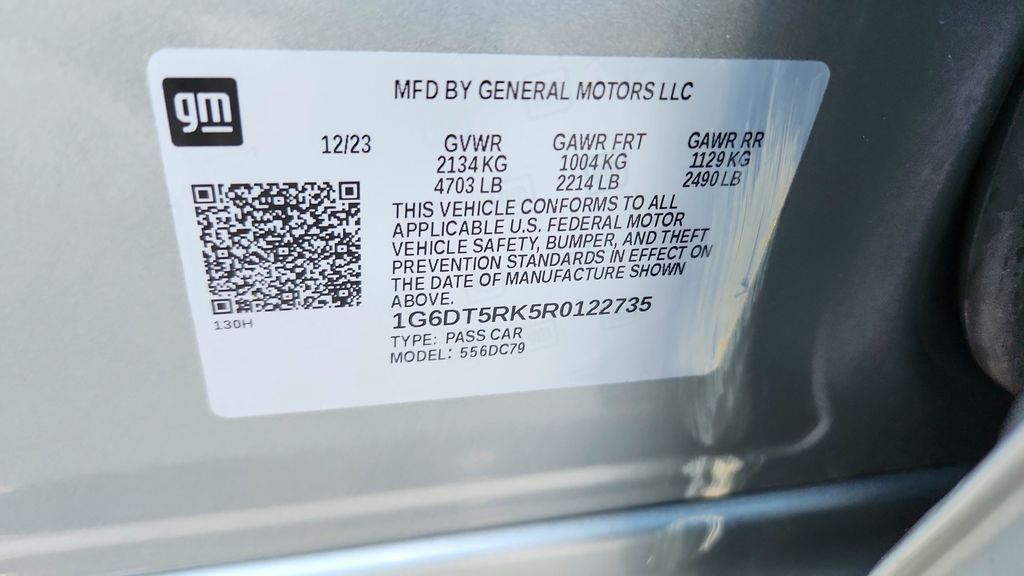 gm
MFD BY GENERAL MOTORS LLC
12/23 GVWR GAWR FRT GAWR RR
2134 KG 1004 KG 1129 KG
4703 LB 2214 LB 2490 LB
THIS VEHICLE CONFORMS TO ALL
APPLICABLE U.S. FEDERAL MOTOR
VEHICLE SAFETY, BUMPER, AND THEFT
PREVENTION STANDARDS IN EFFECT ON
THE DATE OF MANUFACTURE SHOWN
ABOVE.
130H
1G6DT5RK5R0122735
TYPE: PASS CAR
MODEL: 556DC79